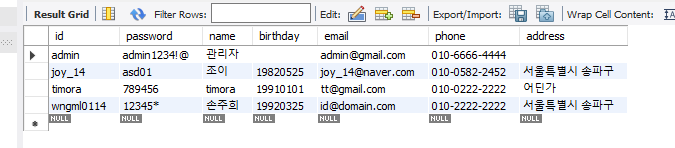 Result Grid Filter Rows: Edit: Export/Import: Wrap Cell Content:
id password name birthday email phone address
admin admin1234!@ 관리자 admin@gmail.com 010-6666-4444
joy_14 asd01 조이 19820525 joy_14@naver.com 010-0582-2452 서울특별시 송파구
timora 789456 timora 19910101 tt@gmail.com 010-0222-2222 어딘가
wngml0114 12345* 손주희 19920325 id@domain.com 010-2222-2222 서울특별시 송파구
NULL NULL NULL NULL NULL NULL NULL